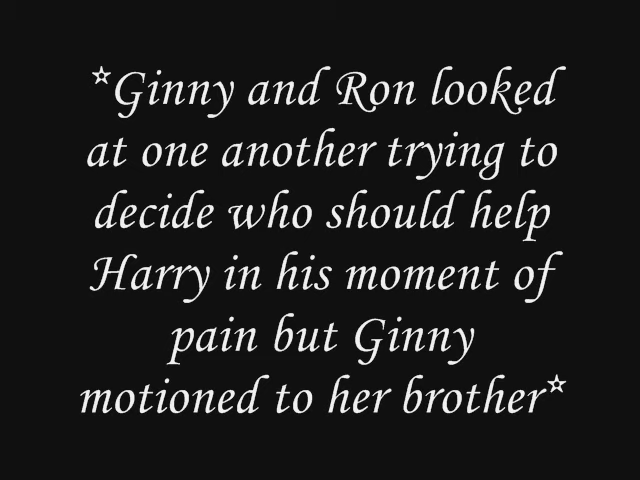 *Ginny and Ron looked
at one another trying to
decide who should help
Harry in his moment of
pain but Ginny
motioned to her brother*